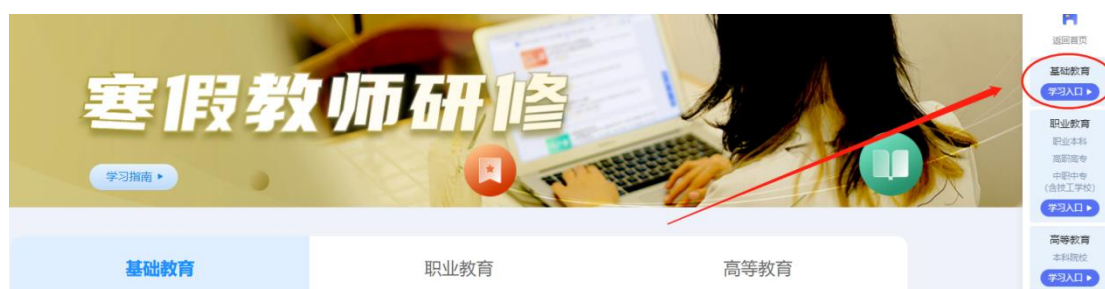 寒假教师研修
学习指南
基础教育
职业教育
高等教育
返回首页
基础教育
学习入口
职业教育
职业本科
高职高专
中职中专
(含技工学校)
学习入口
高等教育
本科院校
学习入口